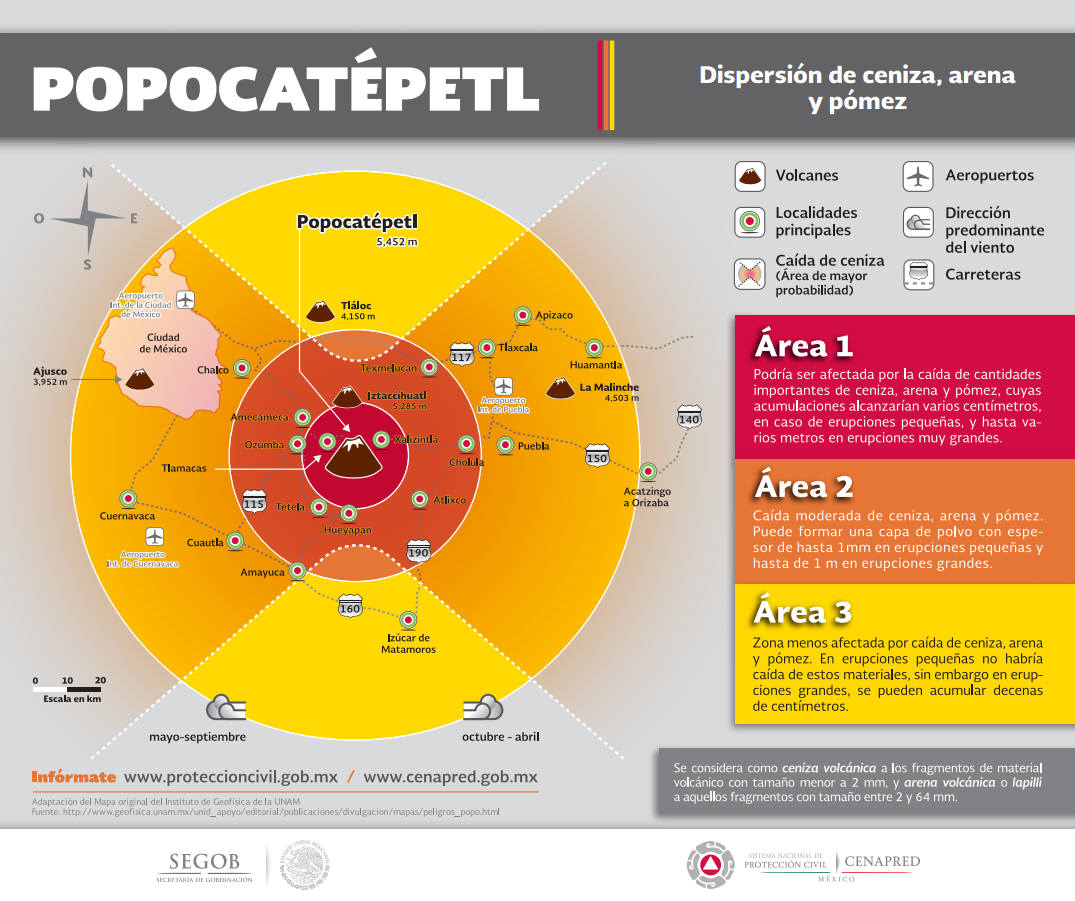 POPOCATÉPETL
Dispersión de ceniza, arena
y pómez
N
O
E
S
Popocatépetl
5,452 m
Tláloc
4,150 m
Aeropuerto
Int. de la Ciudad
de México
Ciudad
de México
Ajusco
3,952 m
Chalco
Texmelucan
117
Tlaxcala
Apizaco
Huamantla
Iztaccíhuatl
5,285 m
Aeropuerto
Int. de Puebla
La Malinche
4,503 m
140
Amecameca
Ozumba
Xalizintla
Cholula
Puebla
150
Tlamacas
Acatzingo
a Orizaba
115
Tetela
Atlixco
Hueyapan
Cuernavaca
Aeropuerto
Int. de Cuernavaca
Cuautla
190
Amayuca
160
Izúcar de
Matamoros
0 10 20
Escala en km
mayo-septiembre
octubre - abril
Volcanes
Aeropuertos
Localidades
principales
Dirección
predominante
del viento
Caída de ceniza
(Área de mayor
probabilidad)
Carreteras
Área 1
Podría ser afectada por la caída de cantidades
importantes de ceniza, arena y pómez, cuyas
acumulaciones alcanzarían varios centímetros,
en caso de erupciones pequeñas, y hasta va-
rios metros en erupciones muy grandes.
Área 2
Caída moderada de ceniza, arena y pómez.
Puede formar una capa de polvo con espe-
sor de hasta 1mm en erupciones pequeñas y
hasta de 1 m en erupciones grandes.
Área 3
Zona menos afectada por caída de ceniza, arena
y pómez. En erupciones pequeñas no habría
caída de estos materiales, sin embargo en erup-
ciones grandes, se pueden acumular decenas
de centímetros.
Infórmate www.proteccioncivil.gob.mx / www.cenapred.gob.mx
Adaptación del Mapa original del Instituto de Geofísica de la UNAM
Fuente: http://www.geofisica.unam.mx/unid_apoyo/editorial/publicaciones/divulgacion/mapas/peligros_popo.html
Se considera como ceniza volcánica a los fragmentos de material
volcánico con tamaño menor a 2 mm, y arena volcánica o lapilli
a aquellos fragmentos con tamaño entre 2 y 64 mm.
SEGOB
SECRETARÍA DE GOBERNACIÓN
ESTADOS UNIDOS MEXICANOS
SISTEMA NACIONAL DE
PROTECCIÓN CIVIL
MÉXICO
CENAPRED